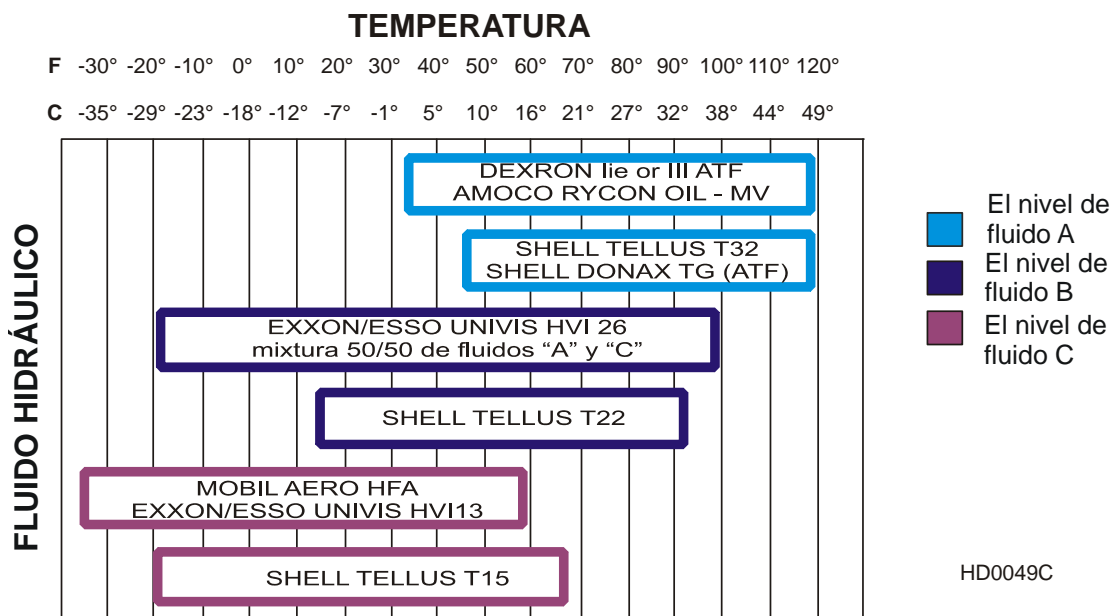 TEMPERATURA
F -30° -20° -10° 0° 10° 20° 30° 40° 50° 60° 70° 80° 90° 100° 110° 120°
C -35° -29° -23° -18° -12° -7° -1° 5° 10° 16° 21° 27° 32° 38° 44° 49°
FLUIDO HIDRÁULICO
DEXRON Iie or III ATF
AMOCO RYCON OIL - MV
SHELL TELLUS T32
SHELL DONAX TG (ATF)
EXXON/ESSO UNIVIS HVI 26
mixtura 50/50 de fluidos “A” y “C”
SHELL TELLUS T22
MOBIL AERO HFA
EXXON/ESSO UNIVIS HVI13
SHELL TELLUS T15
El nivel de
fluido A
El nivel de
fluido B
El nivel de
fluido C
HD0049C